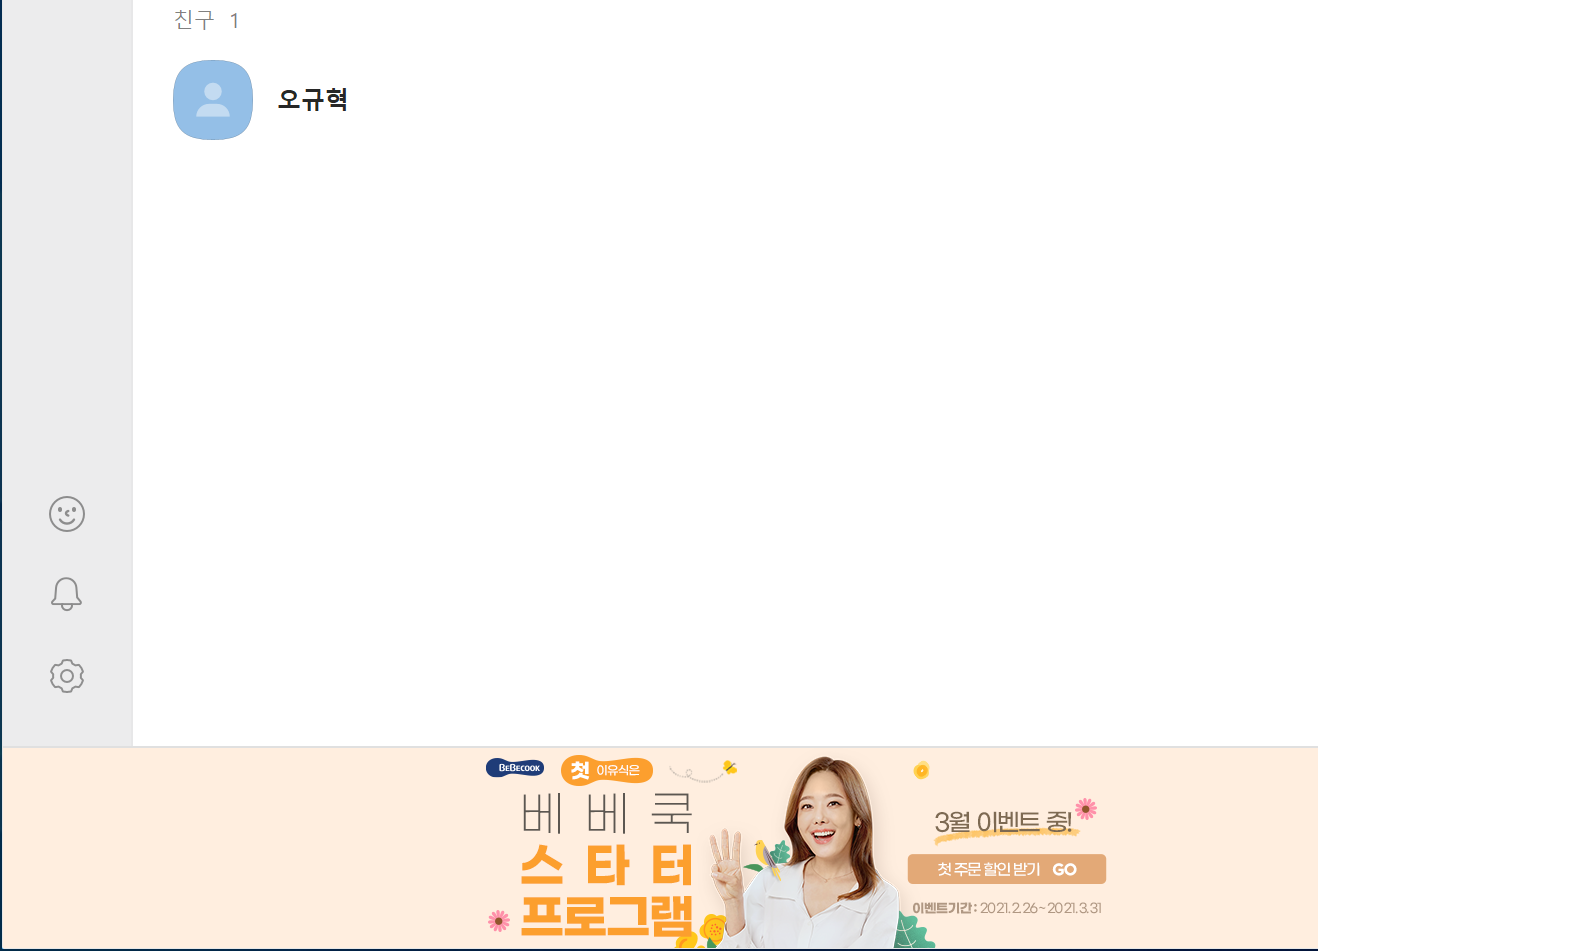 친구 1
오규혁
BEBECOOK
첫 이유식은
베베쿡
스타터
프로그램
3월 이벤트 중!
첫 주문 할인 받기 GO
이벤트기간 : 2021.2.26~2021.3.31